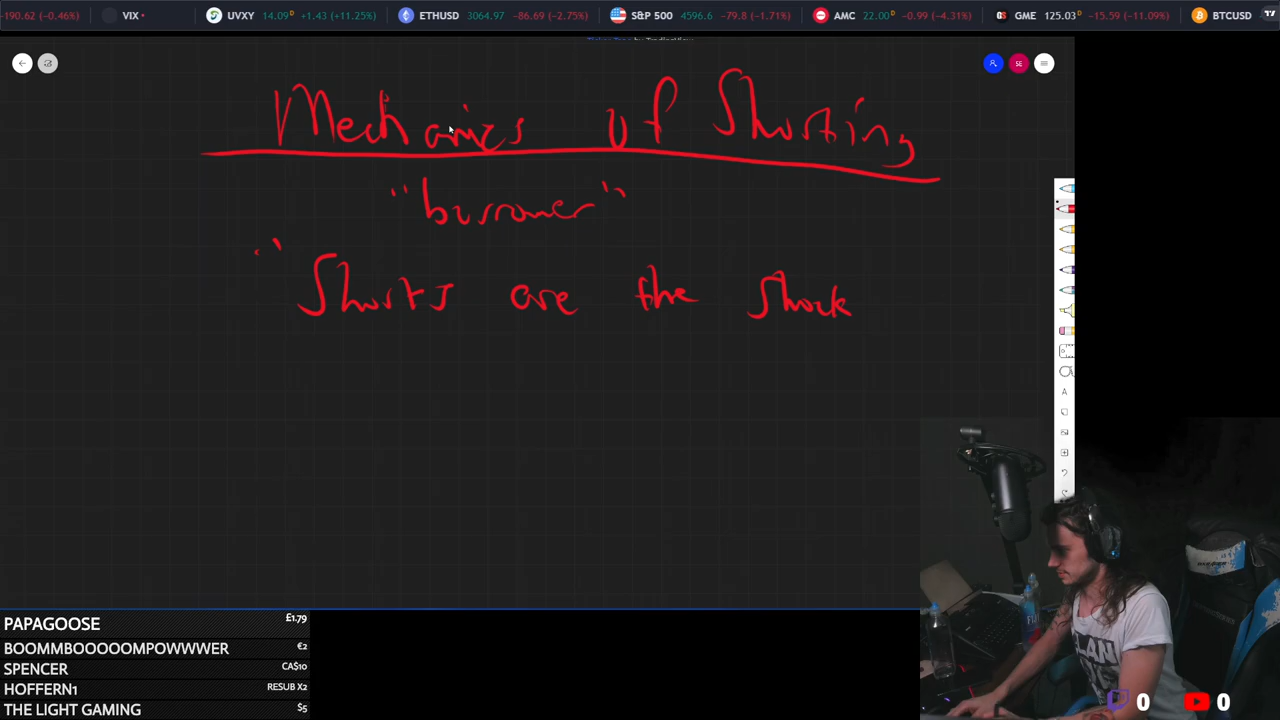 -190.62 (-0.46%) VIX UVXY 14.09 D +1.43 (+11.25%) ETHUSD 3064.97 -86.69 (-2.75%) S&P 500 4596.6 D -79.8 (-1.71%) AMC 22.00 D -0.99 (-4.31%) GME 125.03 D -15.59 (-11.09%) BTCUSD
SE
Mechanics of Shorting
"borrower"
"Shorts are the Shock
A
PAPAGOOSE £1.79
BOOMMBOOOOOMPOWWWER €2
SPENCER CA$10
HOFFERN1 RESUB X2
THE LIGHT GAMING $5
0 0